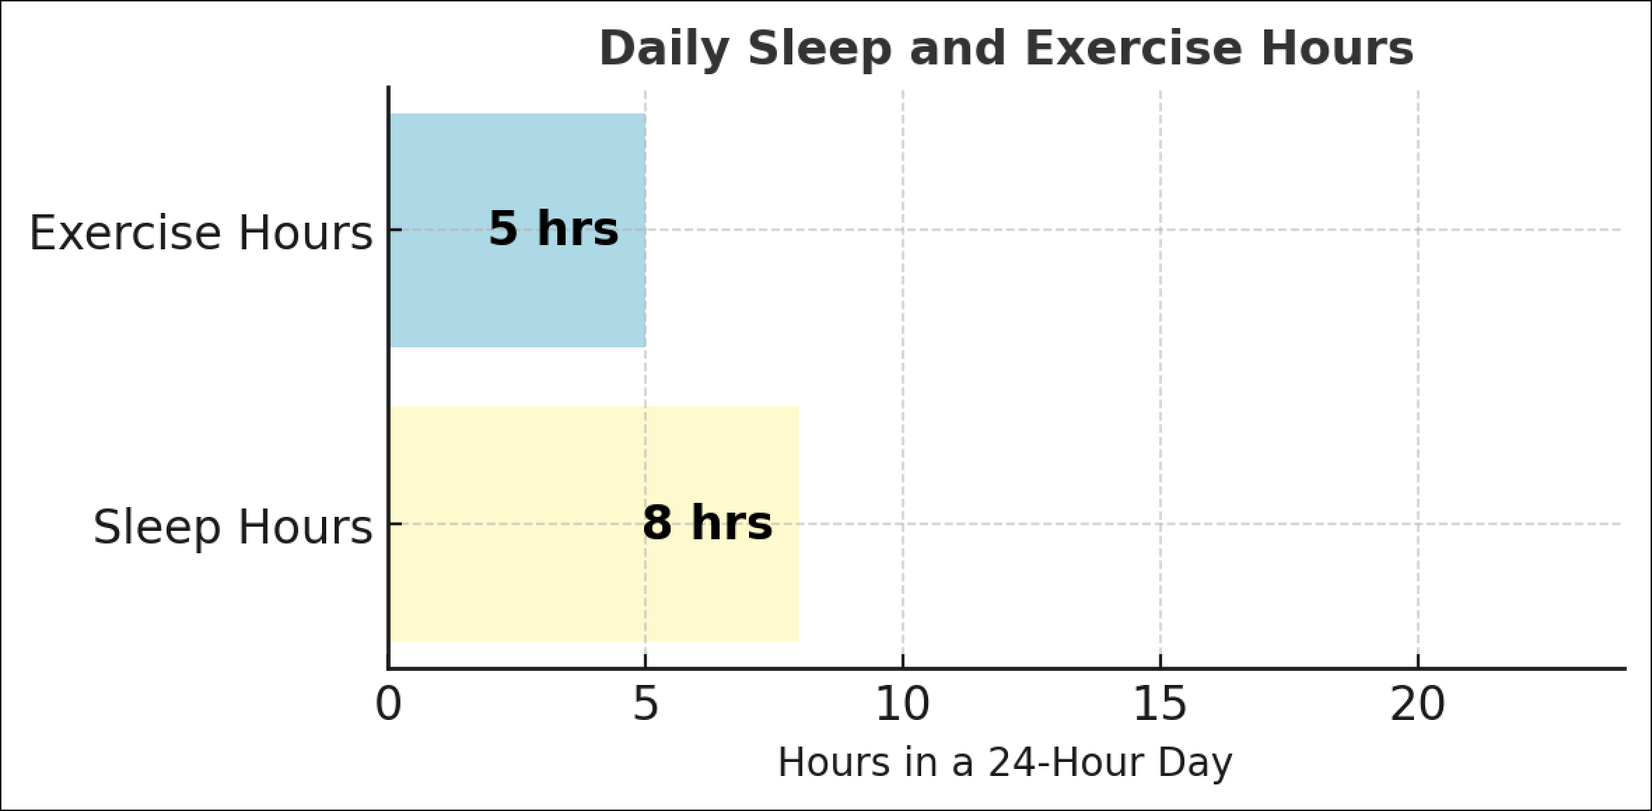 Daily Sleep and Exercise Hours
Exercise Hours
5 hrs
Sleep Hours
8 hrs
0 5 10 15 20
Hours in a 24-Hour Day